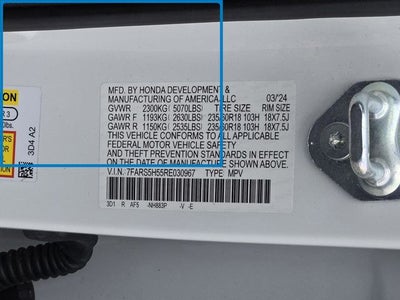 MFD. BY HONDA DEVELOPMENT &
MANUFACTURING OF AMERICA, LLC 03/24
GVWR 2300KG 5070LBS TIRE SIZE RIM SIZE
GAWR F 1193KG 2630LBS 235/60R18 103H 18X7.5J
GAWR R 1150KG 2535LBS 235/60R18 103H 18X7.5J
THIS VEHICLE CONFORMS TO ALL APPLICABLE
FEDERAL MOTOR VEHICLE SAFETY
AND THEFT PREVENTION STANDARDS IN EFFECT
ON THE DATE OF MANUFACTURE SHOWN ABOVE.
V.I.N. 7FARS5H55RE030967 TYPE MPV
3D1 R AF5 -NH883P -V -E
3D4 A2